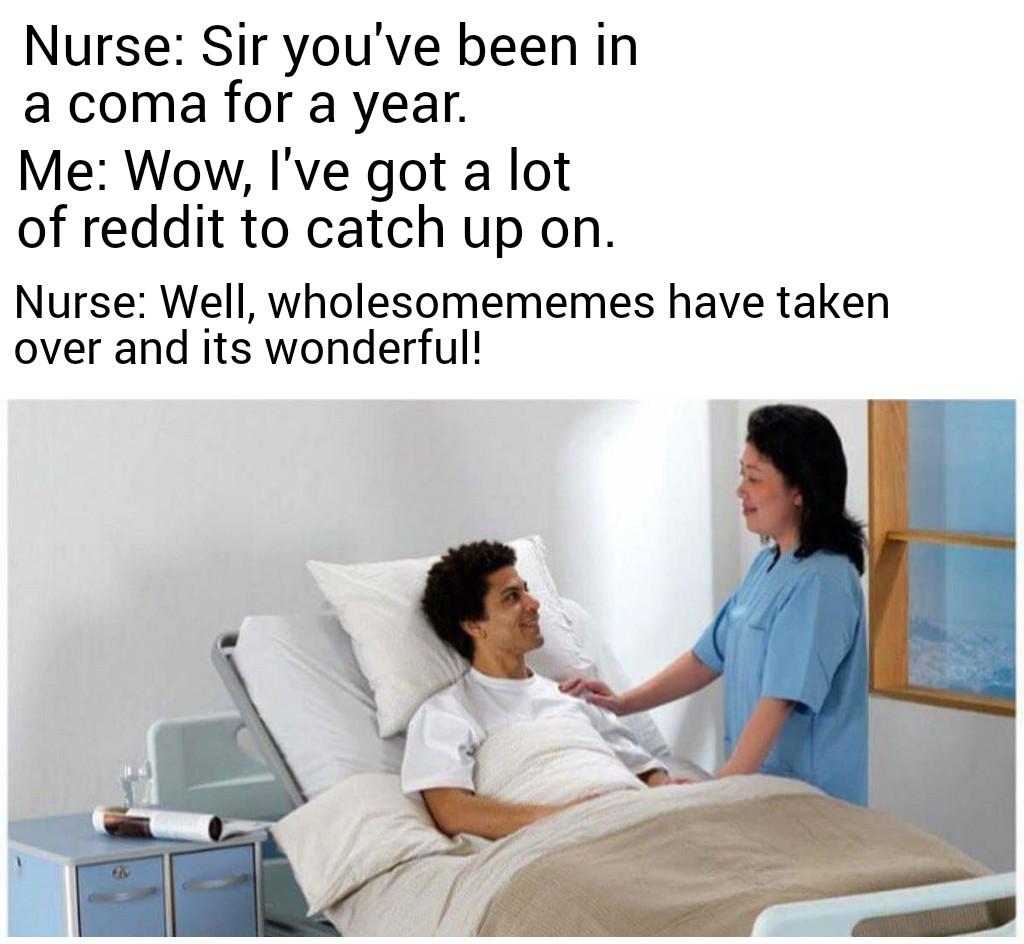 Nurse: Sir you've been in
a coma for a year.
Me: Wow, I've got a lot
of reddit to catch up on.
Nurse: Well, wholesomememes have taken
over and its wonderful!